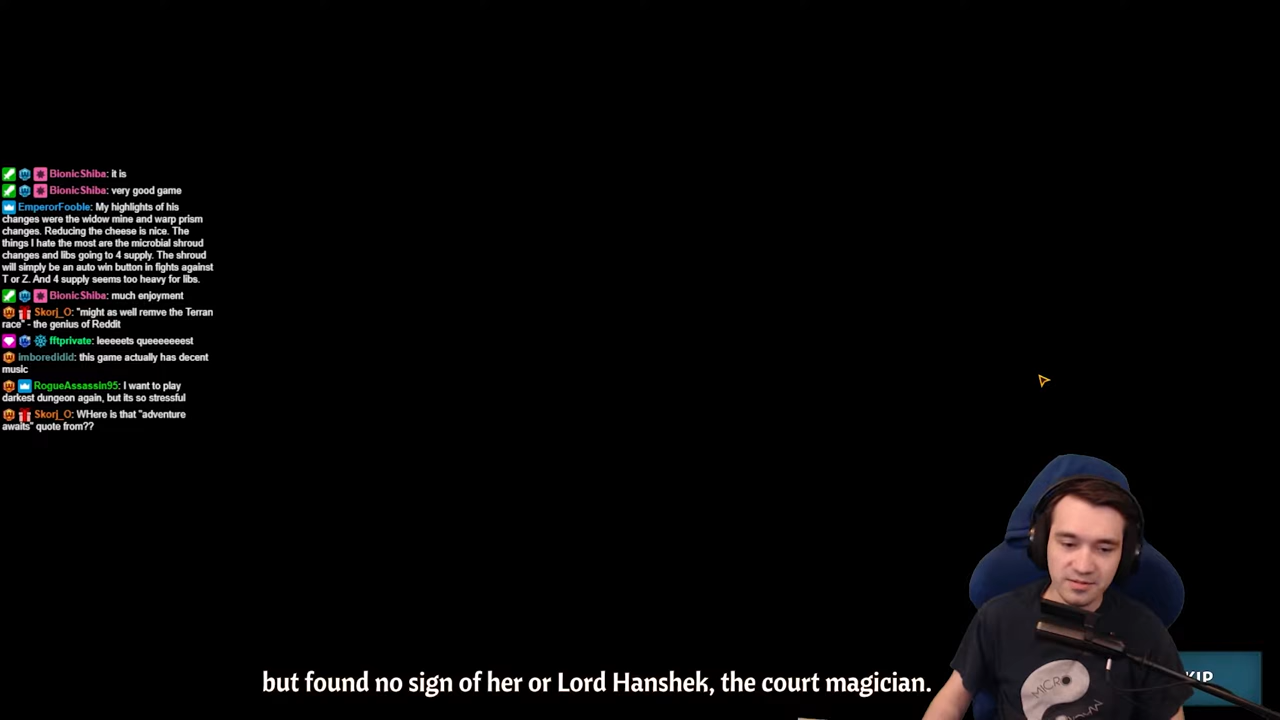 BionicShiba: it is
BionicShiba: very good game
EmperorFooble: My highlights of his
changes were the widow mine and warp prism
changes. Reducing the cheese is nice. The
things I hate the most are the microbial shroud
changes and libs going to 4 supply. The shroud
will simply be an auto win button in fights against
T or Z. And 4 supply seems too heavy for libs.
BionicShiba: much enjoyment
Skorj_O: "might as well remve the Terran
race" - the genius of Reddit
fftprivate: leeeeets queeeeeeest
imboredidid: this game actually has decent
music
RogueAssassin95: I want to play
darkest dungeon again, but its so stressful
Skorj_O: WHere is that "adventure
awaits" quote from??
but found no sign of her or Lord Hanshek, the court magician.